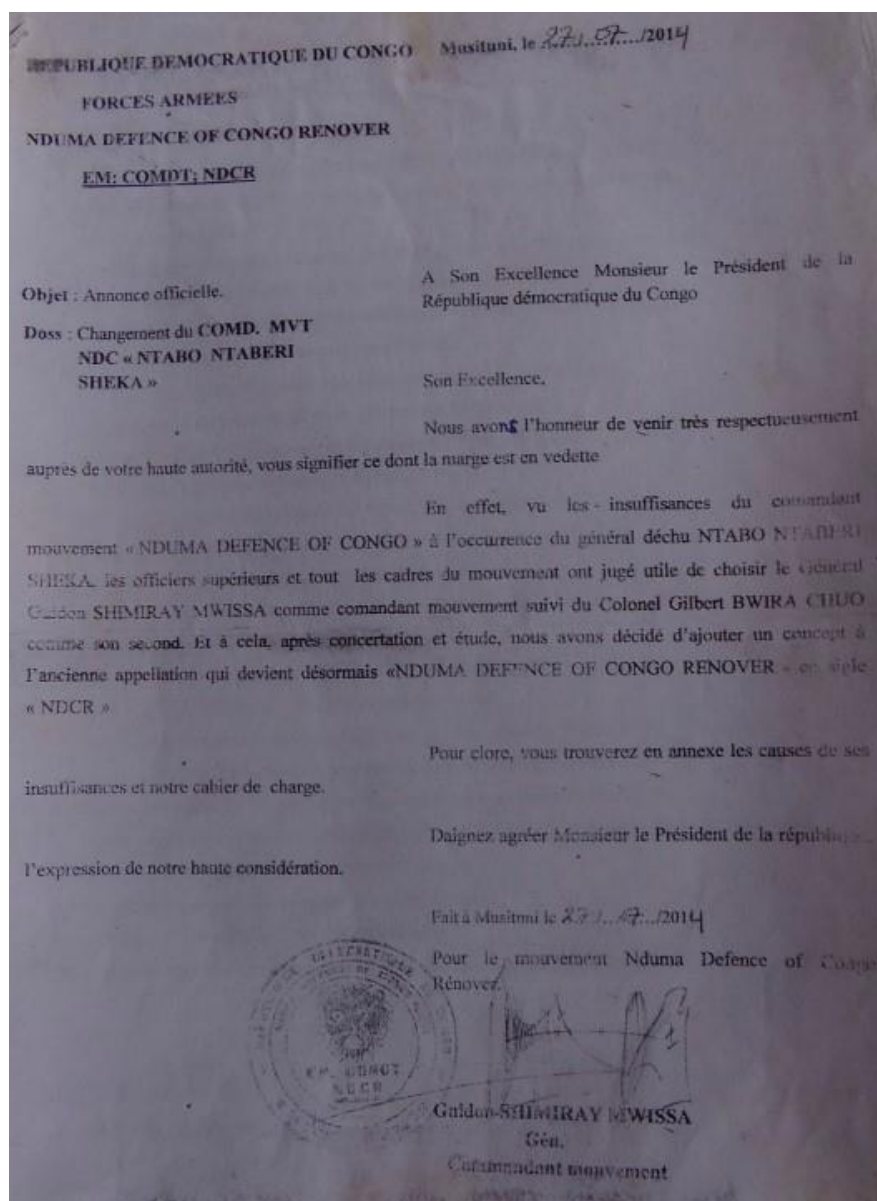 REPUBLIQUE DEMOCRATIQUE DU CONGO Musituni, le 27/..07.../2014
FORCES ARMEES
NDUMA DEFENCE OF CONGO RENOVER
EM: COMDT; NDCR
A Son Excellence Monsieur le Président de la
République démocratique du Congo
Objet : Annonce officielle.
Doss : Changement du COMD. MVT
NDC « NTABO NTABERI
SHEKA »
Son Excellence,
Nous avons l'honneur de venir très respectueusement
auprès de votre haute autorité, vous signifier ce dont la marge est en vedette
En effet, vu les insuffisances du comandant
mouvement « NDUMA DEFENCE OF CONGO » à l'occurrence du général déchu NTABO NTABERI
SHEKA, les officiers supérieurs et tout les cadres du mouvement ont jugé utile de choisir le Général
Guidon SHIMIRAY MWISSA comme comandant mouvement suivi du Colonel Gilbert BWIRA CHUO
comme son second. Et à cela, après concertation et étude, nous avons décidé d'ajouter un concept à
l'ancienne appellation qui devient désormais «NDUMA DEFENCE OF CONGO RENOVER » en sigle
« NDCR »
Pour clore, vous trouverez en annexe les causes de ses
insuffisances et notre cahier de charge.
Daignez agréer Monsieur le Président de la
l'expression de notre haute considération.
Fait à Musituni le 27/..07.../2014
Pour le mouvement Nduma Defence of Congo
Rénover.
EM. COMDT
NDCR
Guidon SHIMIRAY MWISSA
Gén.
Commandant mouvement